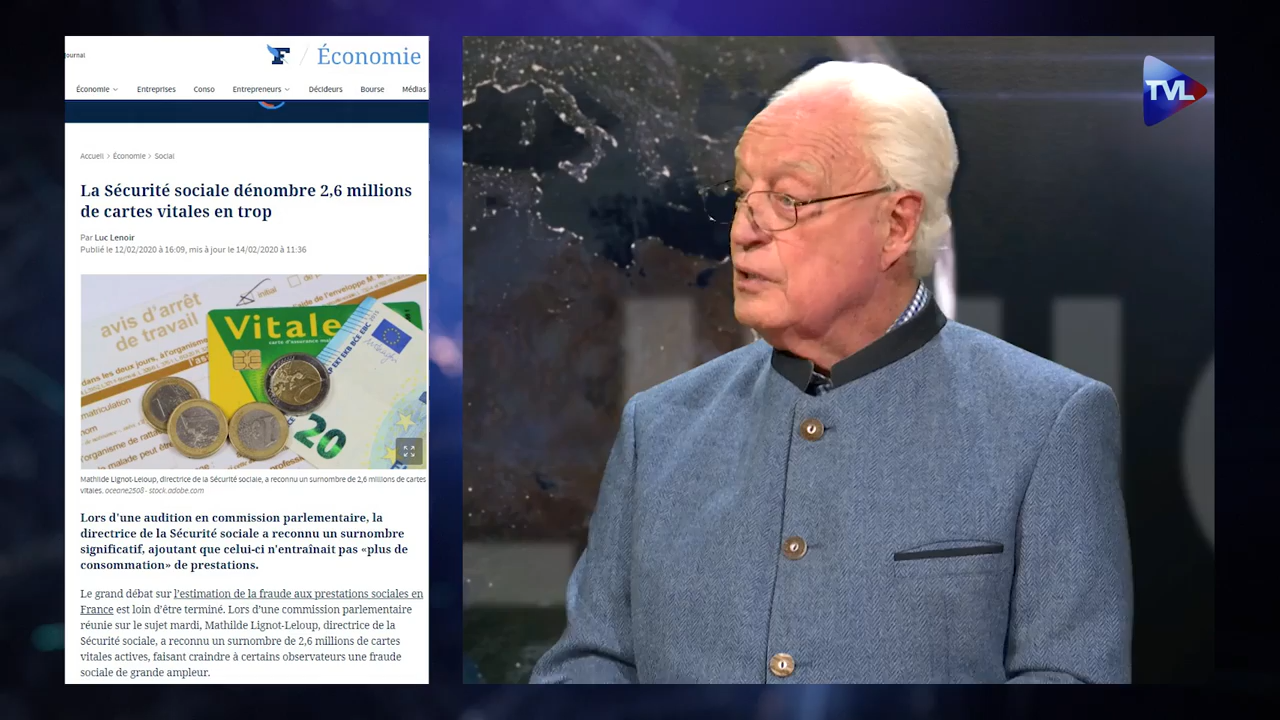 Journal
F
Économie
Économie
Entreprises
Conso
Entrepreneurs
Décideurs
Bourse
Médias
Accueil > Économie > Social
La Sécurité sociale dénombre 2,6 millions
de cartes vitales en trop
Par Luc Lenoir
Publié le 12/02/2020 à 16:09, mis à jour le 14/02/2020 à 11:36
avis d'arrêt
de travail
initial
dans les deux jours, à l'organisme
matriculation
Vitale
carte d'assurance
20
Mathilde Lignot-Leloup, directrice de la Sécurité sociale, a reconnu un surnombre de 2,6 millions de cartes
vitales. oceane2508 - stock.adobe.com
Lors d'une audition en commission parlementaire, la
directrice de la Sécurité sociale a reconnu un surnombre
significatif, ajoutant que celui-ci n'entraînait pas «plus de
consommation» de prestations.
Le grand débat sur l'estimation de la fraude aux prestations sociales en
France est loin d'être terminé. Lors d'une commission parlementaire
réunie sur le sujet mardi, Mathilde Lignot-Leloup, directrice de la
Sécurité sociale, a reconnu un surnombre de 2,6 millions de cartes
vitales actives, faisant craindre à certains observateurs une fraude
sociale de grande ampleur.
TVL